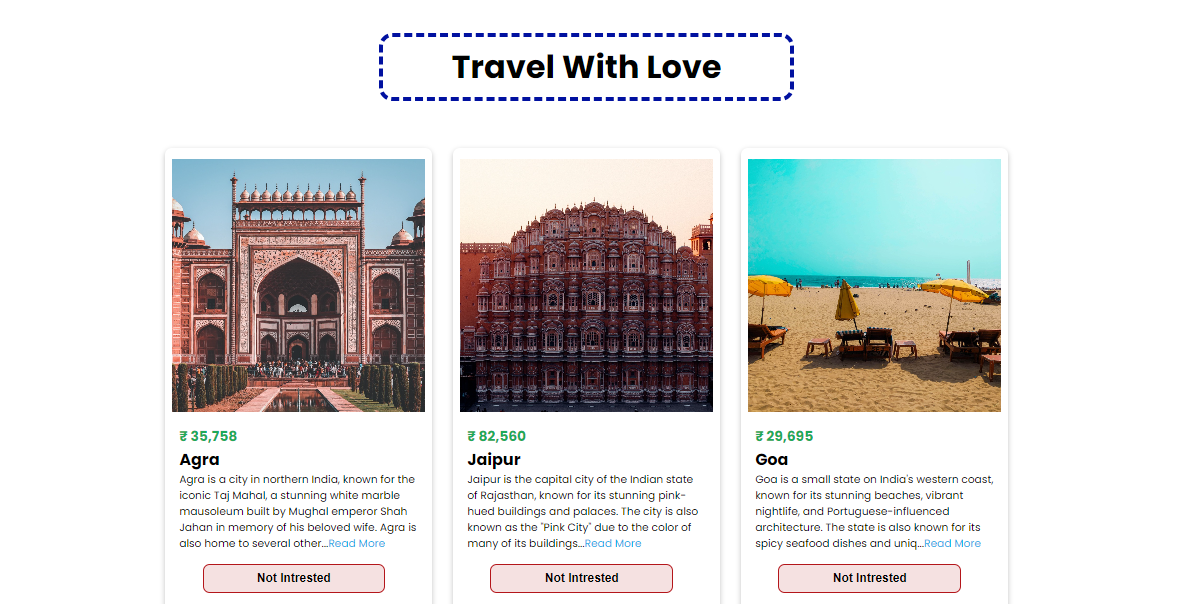 Travel With Love
₹ 35,758
Agra
Agra is a city in northern India, known for the
iconic Taj Mahal, a stunning white marble
mausoleum built by Mughal emperor Shah
Jahan in memory of his beloved wife. Agra is
also home to several other...Read More
Not Intrested
₹ 82,560
Jaipur
Jaipur is the capital city of the Indian state
of Rajasthan, known for its stunning pink-
hued buildings and palaces. The city is also
known as the "Pink City" due to the color of
many of its buildings...Read More
Not Intrested
₹ 29,695
Goa
Goa is a small state on India's western coast,
known for its stunning beaches, vibrant
nightlife, and Portuguese-influenced
architecture. The state is also known for its
spicy seafood dishes and uniq...Read More
Not Intrested